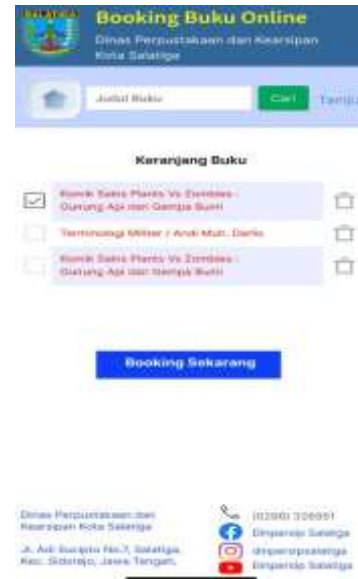 Booking Buku Online
Dinas Perpustakaan dan Kearsipan
Kota Salatiga
Judul Buku
Cari
Keranjang Buku
Komik Sains Plants Vs Zombies :
Gunung Api dan Gempa Bumi
Terminologi Militer / Andi Muh. Darlis
Komik Sains Plants Vs Zombies :
Gunung Api dan Gempa Bumi
Booking Sekarang
Dinas Perpustakaan dan
Kearsipan Kota Salatiga
Jl. Adi Sucipto No.7, Salatiga,
Kec. Sidorejo, Jawa Tengah.
(0298) 326951
Dinpersip Salatiga
dinpersipsalatiga
Dinpersip Salatiga